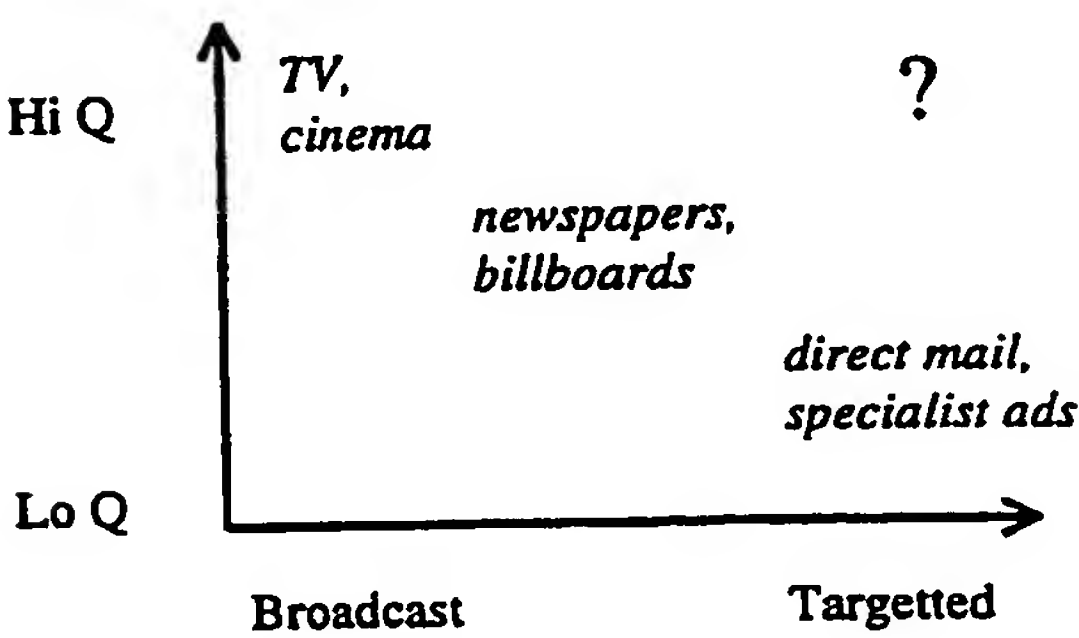 Hi Q
TV,
cinema
?
newspapers,
billboards
direct mail,
specialist ads
Lo Q
Broadcast
Targetted